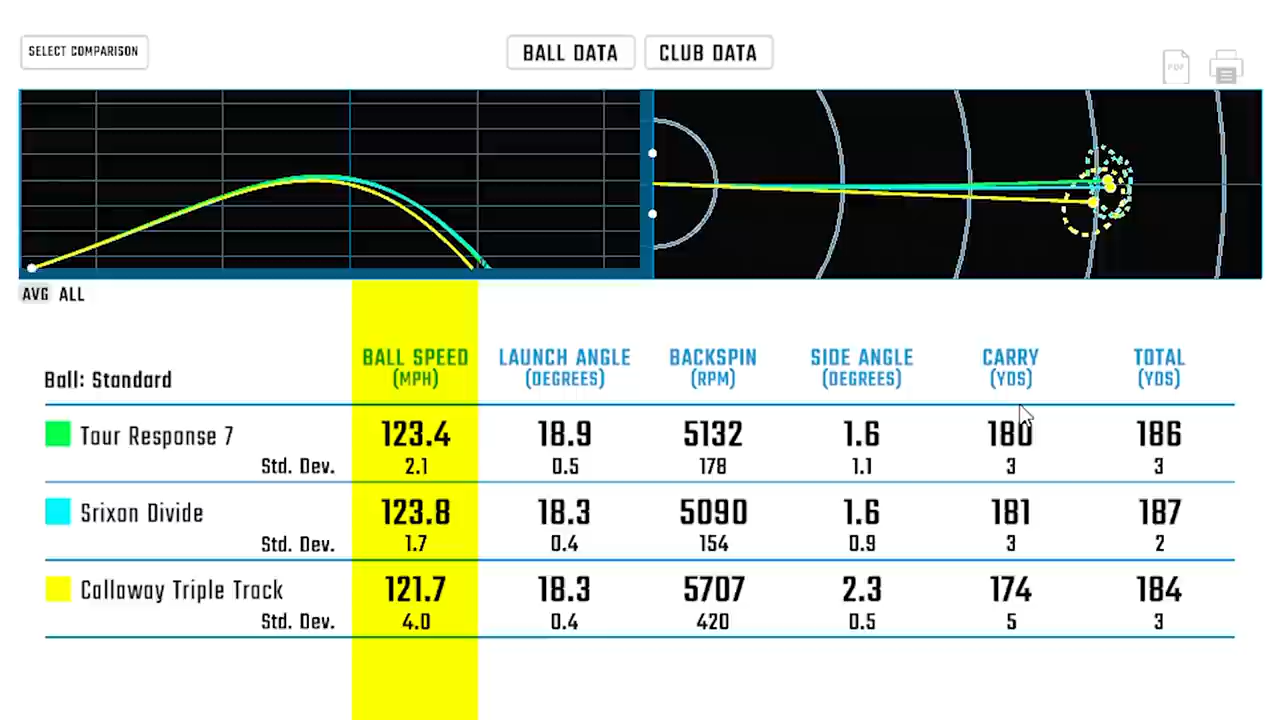 SELECT COMPARISON
BALL DATA
CLUB DATA
PDF
AVG ALL
Ball: Standard
BALL SPEED (MPH)
LAUNCH ANGLE (DEGREES)
BACKSPIN (RPM)
SIDE ANGLE (DEGREES)
CARRY (YDS)
TOTAL (YDS)
Tour Response 7 123.4 18.9 5132 1.6 180 186
Std. Dev. 2.1 0.5 178 1.1 3 3
Srixon Divide 123.8 18.3 5090 1.6 181 187
Std. Dev. 1.7 0.4 154 0.9 3 2
Callaway Triple Track 121.7 18.3 5707 2.3 174 184
Std. Dev. 4.0 0.4 420 0.5 5 3